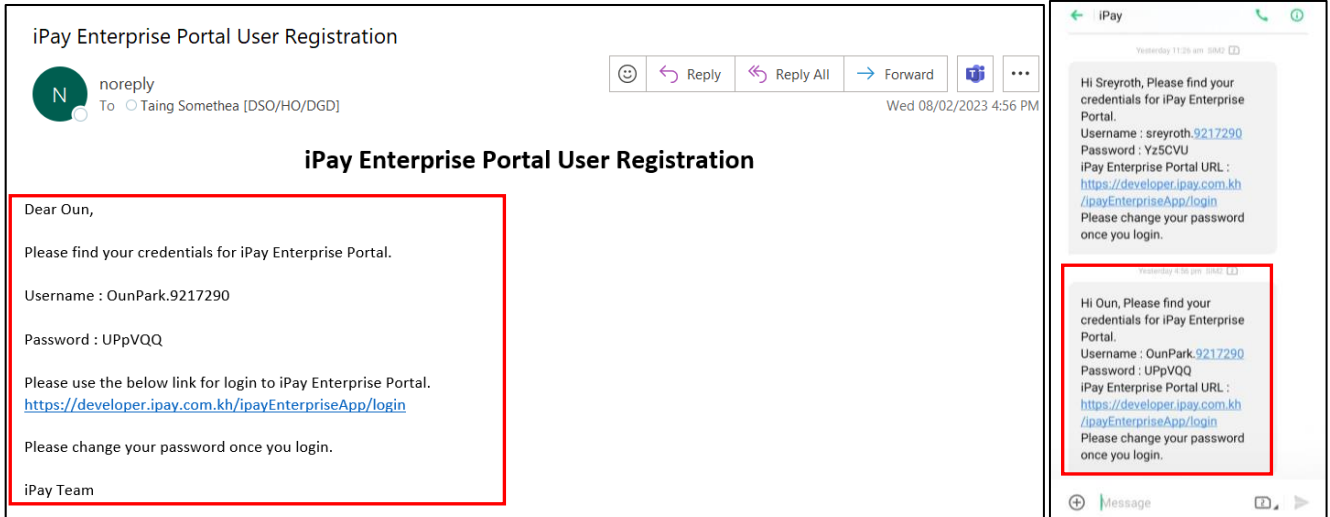 iPay Enterprise Portal User Registration
N
noreply
To Taing Somethea [DSO/HO/DGD]
Reply
Reply All
Forward
Wed 08/02/2023 4:56 PM
iPay Enterprise Portal User Registration
Dear Oun,
Please find your credentials for iPay Enterprise Portal.
Username : OunPark.9217290
Password : UPpVQQ
Please use the below link for login to iPay Enterprise Portal.
https://developer.ipay.com.kh/ipayEnterpriseApp/login
Please change your password once you login.
iPay Team
iPay
Yesterday 11:26 am SIM2 2
Hi Sreyroth, Please find your
credentials for iPay Enterprise
Portal.
Username : sreyroth.9217290
Password : Yz5CVU
iPay Enterprise Portal URL :
https://developer.ipay.com.kh
/ipayEnterpriseApp/login
Please change your password
once you login.
Yesterday 4:56 pm SIM2 2
Hi Oun, Please find your
credentials for iPay Enterprise
Portal.
Username : OunPark.9217290
Password : UPpVQQ
iPay Enterprise Portal URL :
https://developer.ipay.com.kh
/ipayEnterpriseApp/login
Please change your password
once you login.
Message
2